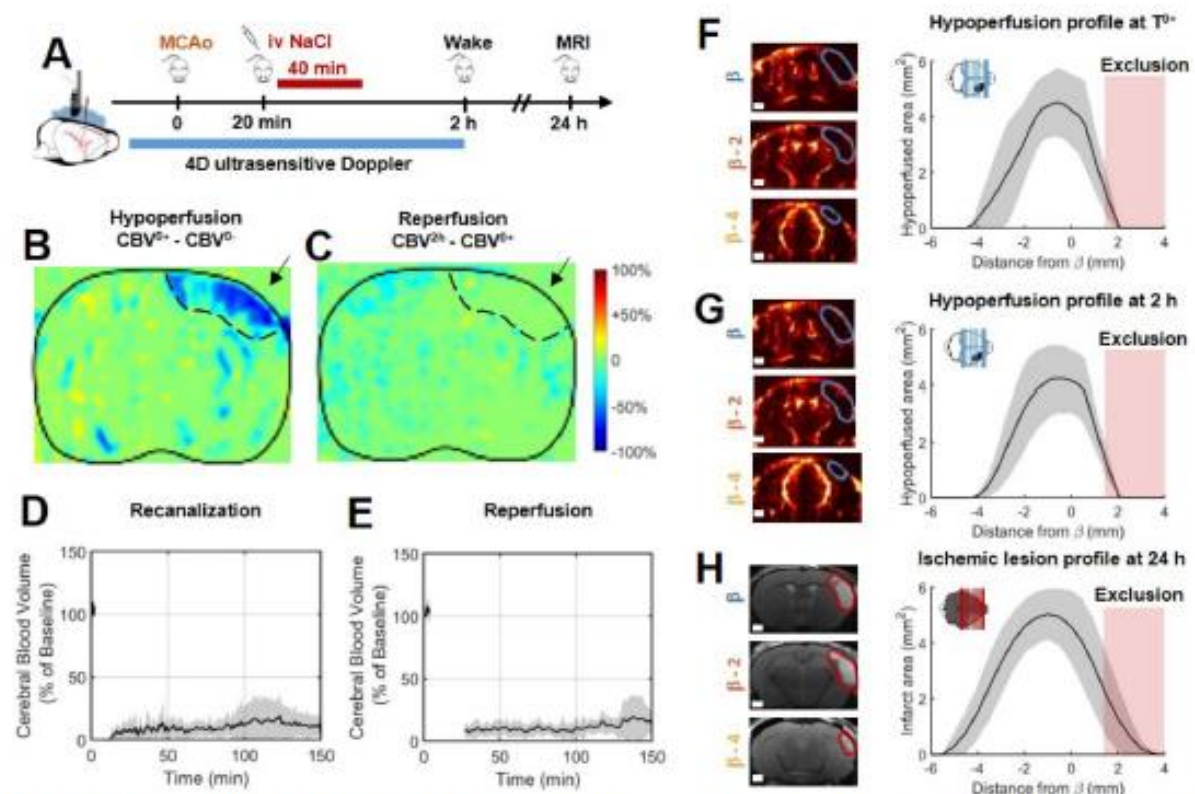 A
MCAo
iv NaCl
40 min
Wake
MRI
0
20 min
2 h
24 h
4D ultrasensitive Doppler
B
Hypoperfusion
CBV⁰⁺ - CBV⁰⁻
C
Reperfusion
CBV²ʰ - CBV⁰⁺
100%
+50%
0
-50%
-100%
D
Recanalization
Cerebral Blood Volume
(% of Baseline)
150
100
50
0
0
50
100
150
Time (min)
E
Reperfusion
Cerebral Blood Volume
(% of Baseline)
150
100
50
0
0
50
100
150
Time (min)
F
β
β - 2
β - 4
Hypoperfusion profile at T⁰⁺
Exclusion
Hypoperfused area (mm²)
6
4
2
0
-6
-4
-2
0
2
4
Distance from β (mm)
G
β
β - 2
β - 4
Hypoperfusion profile at 2 h
Exclusion
Hypoperfused area (mm²)
6
4
2
0
-6
-4
-2
0
2
4
Distance from β (mm)
H
β
β - 2
β - 4
Ischemic lesion profile at 24 h
Exclusion
Infarct area (mm²)
6
4
2
0
-6
-4
-2
0
2
4
Distance from β (mm)